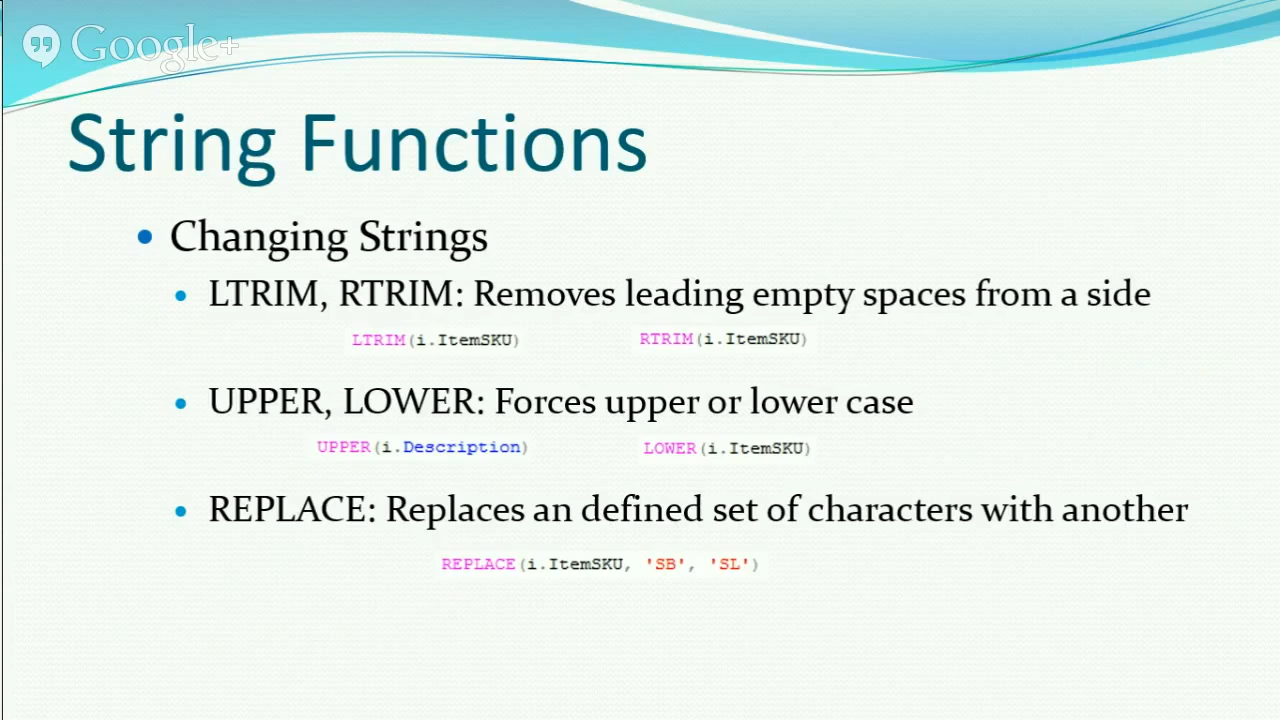 Google+
String Functions
Changing Strings
LTRIM, RTRIM: Removes leading empty spaces from a side
LTRIM(i.ItemSKU) RTRIM(i.ItemSKU)
UPPER, LOWER: Forces upper or lower case
UPPER(i.Description) LOWER(i.ItemSKU)
REPLACE: Replaces an defined set of characters with another
REPLACE(i.ItemSKU, 'SB', 'SL')